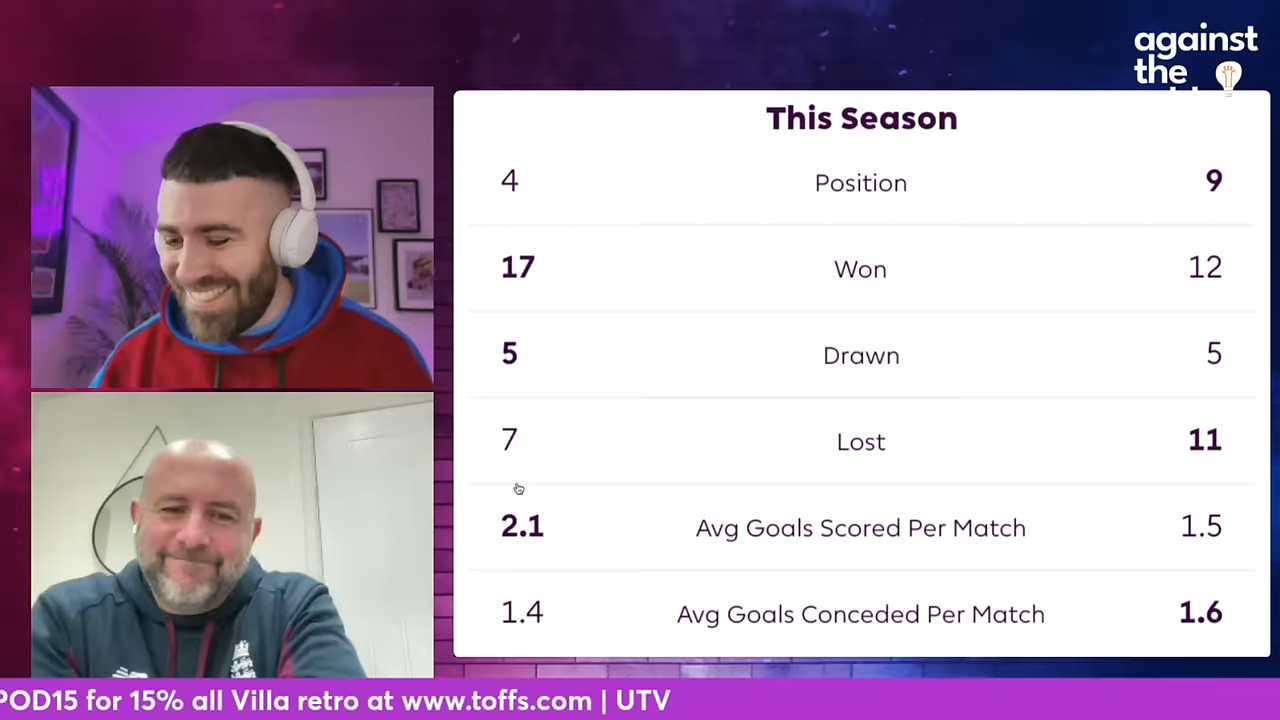 against
the
This Season
4 Position 9
17 Won 12
5 Drawn 5
7 Lost 11
2.1 Avg Goals Scored Per Match 1.5
1.4 Avg Goals Conceded Per Match 1.6
POD15 for 15% all Villa retro at www.toffs.com | UTV